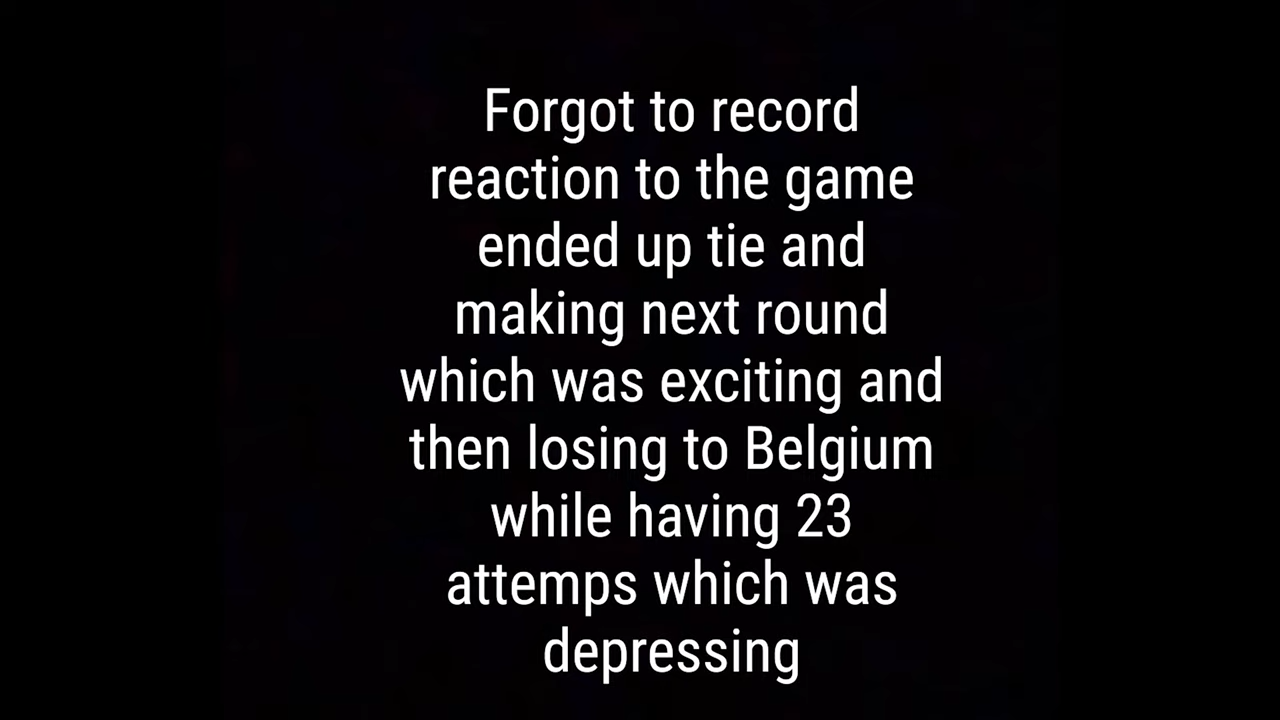 Forgot to record
reaction to the game
ended up tie and
making next round
which was exciting and
then losing to Belgium
while having 23
attemps which was
depressing